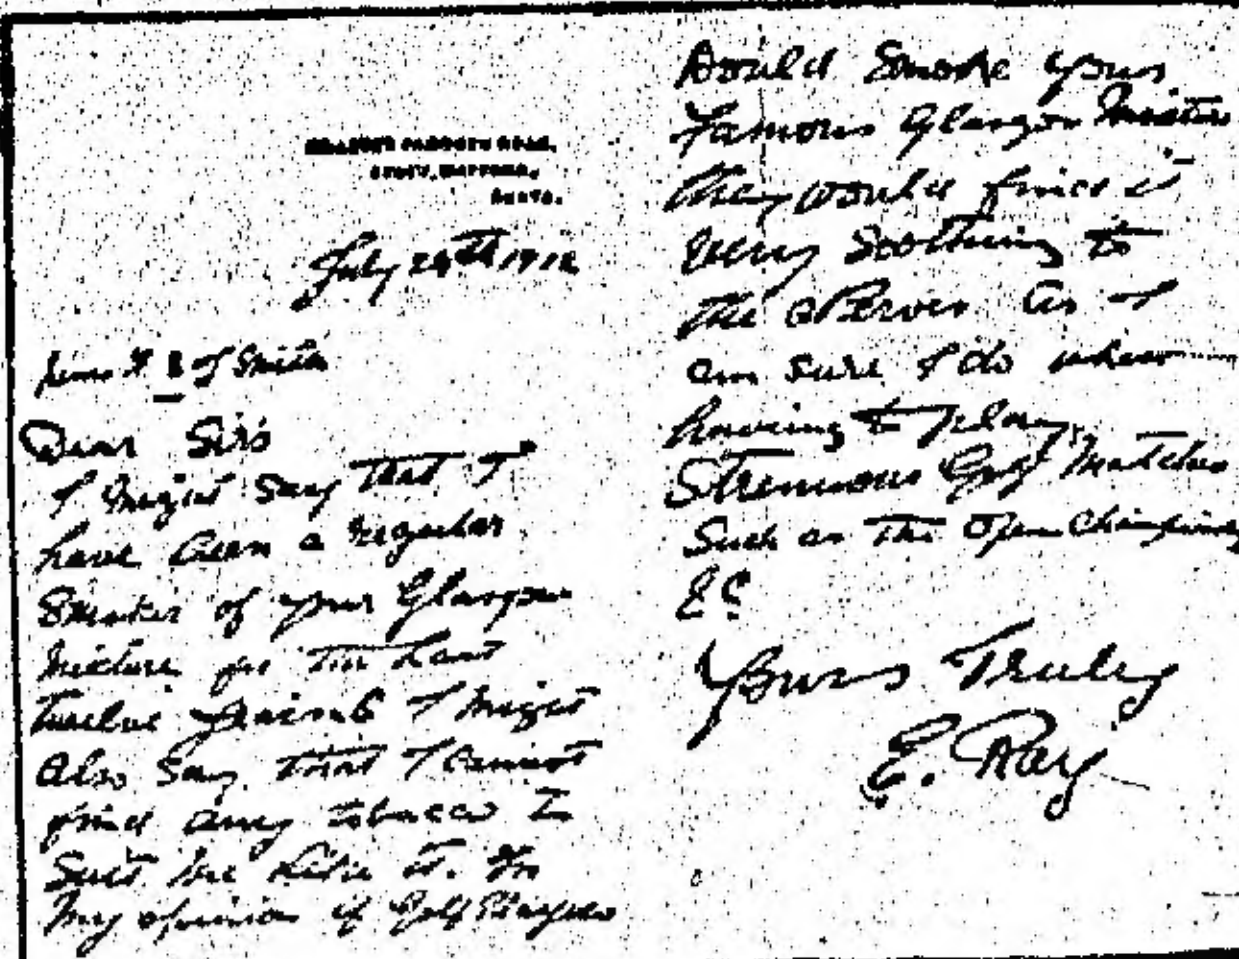 HERTS.
July 29th 1912
F & J Smith
Dear Sirs
I might say that I
have been a regular
smoker of your Glasgow
Mixture for the last
twelve years & I might
also say that I cannot
find any tobacco to
suit me like it. In
my opinion if Golf Players
would smoke your
famous Glasgow Mixture
they would find it
very soothing to
the nerves as I
am sure I do when
having to play
strenuous Golf Matches
such as the Open Championship
Yours Truly
E. Ray